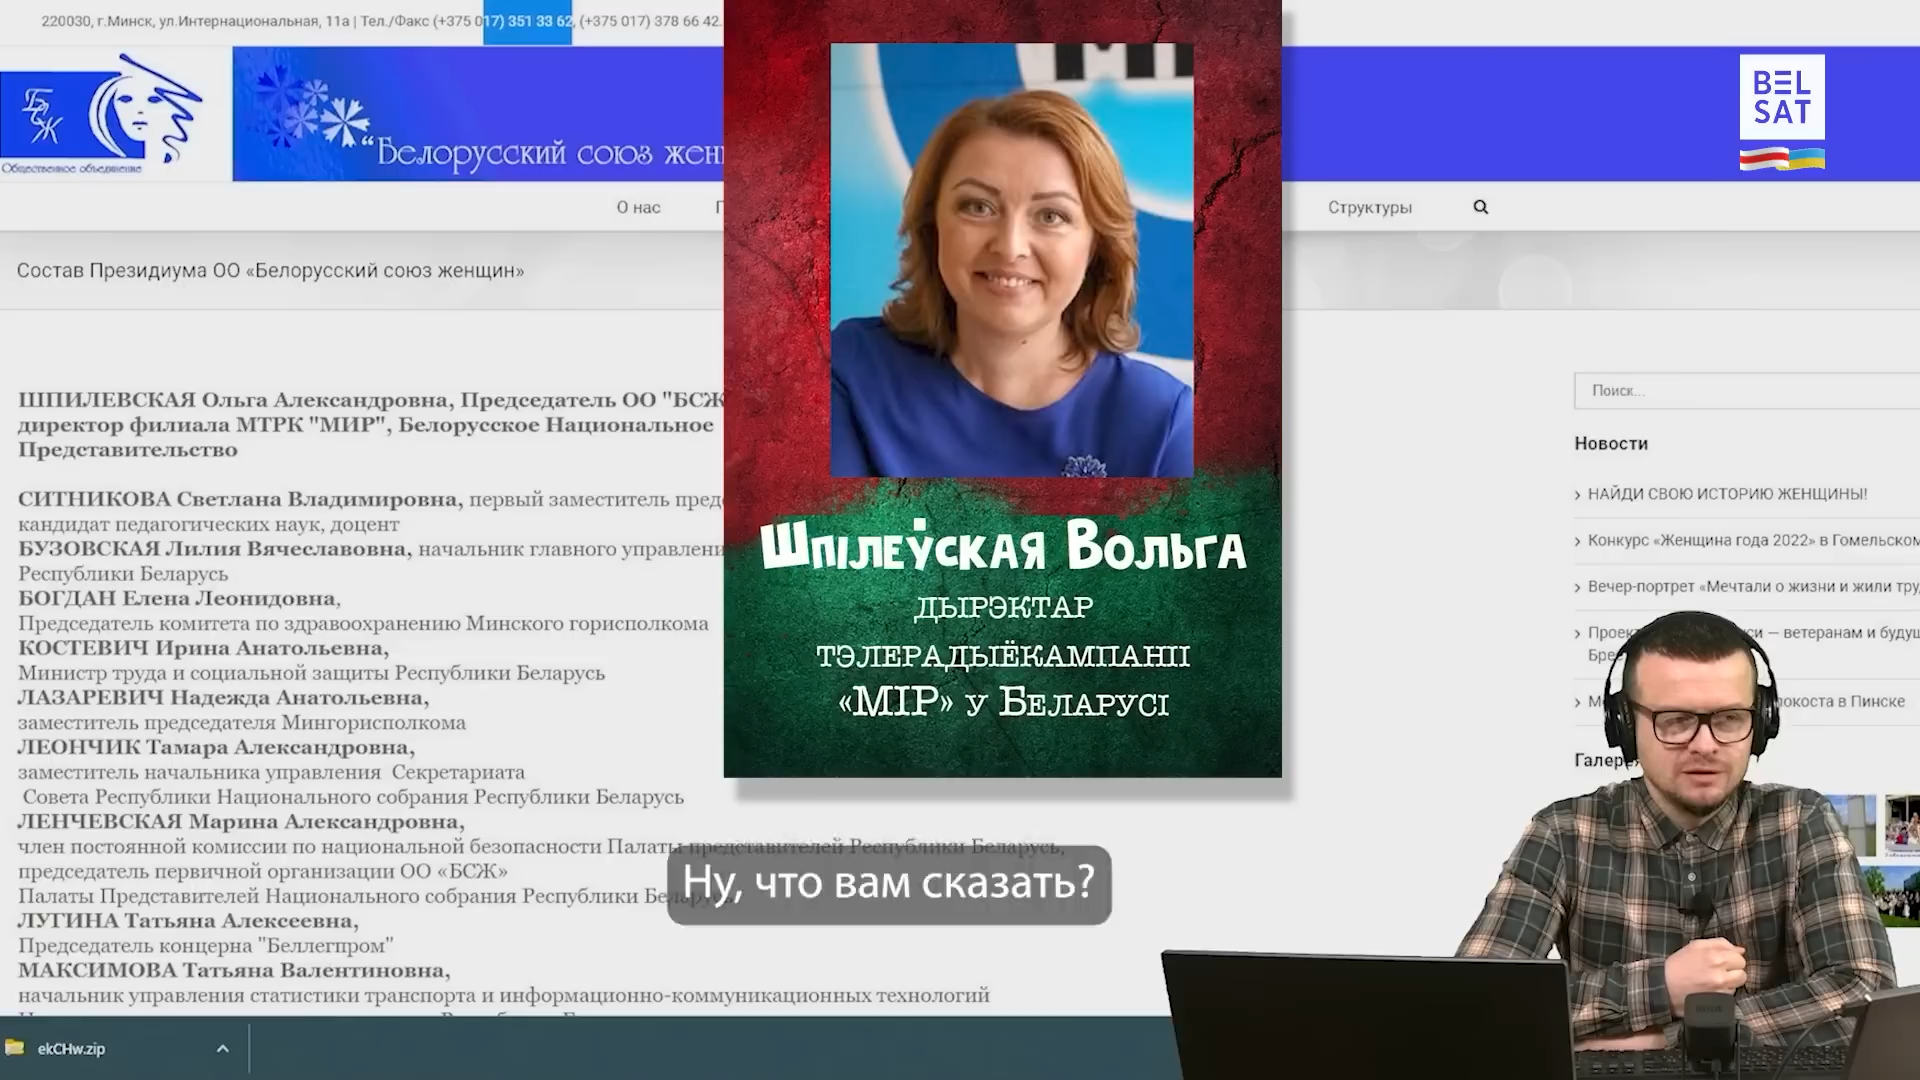 220030, г.Минск, ул.Интернациональная, 11а | Тел./Факс (+375 017) 351 33 62, (+375 017) 378 66 42.
БСЖ
Общественное объединение
“Белорусский союз жен
BEL
SAT
О нас
Структуры
Состав Президиума ОО «Белорусский союз женщин»
ШПИЛЕВСКАЯ Ольга Александровна, Председатель ОО "БСЖ
директор филиала МТРК "МИР", Белорусское Национальное
Представительство
СИТНИКОВА Светлана Владимировна, первый заместитель пред
кандидат педагогических наук, доцент
БУЗОВСКАЯ Лилия Вячеславовна, начальник главного управлени
Республики Беларусь
БОГДАН Елена Леонидовна,
Председатель комитета по здравоохранению Минского горисполкома
КОСТЕВИЧ Ирина Анатольевна,
Министр труда и социальной защиты Республики Беларусь
ЛАЗАРЕВИЧ Надежда Анатольевна,
заместитель председателя Мингорисполкома
ЛЕОНЧИК Тамара Александровна,
заместитель начальника управления Секретариата
Совета Республики Национального собрания Республики Беларусь
ЛЕНЧЕВСКАЯ Марина Александровна,
член постоянной комиссии по национальной безопасности Палаты представителей Республики Беларусь,
председатель первичной организации ОО «БСЖ»
Палаты Представителей Национального собрания Республики Бе
ЛУГИНА Татьяна Алексеевна,
Председатель концерна "Беллегпром"
МАКСИМОВА Татьяна Валентиновна,
начальник управления статистики транспорта и информационно-коммуникационных технологий
Шпілеўская Вольга
дырэктар
тэлерадыёкампаніі
«МІР» у Беларусі
Ну, что вам сказать?
Поиск...
Новости
НАЙДИ СВОЮ ИСТОРИЮ ЖЕНЩИНЫ!
Конкурс «Женщина года 2022» в Гомельском
Вечер-портрет «Мечтали о жизни и жили тру
Проек си — ветеранам и будущ
Брес
локоста в Пинске
Галере
ekCHw.zip